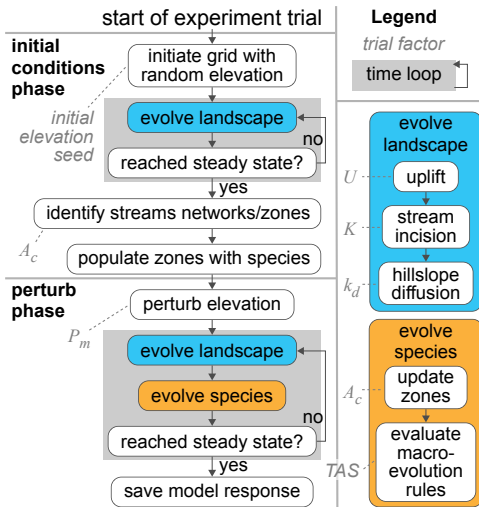 start of experiment trial
initial
conditions
phase
initiate grid with
random elevation
initial
elevation
seed
evolve landscape
no
reached steady state?
yes
identify streams networks/zones
A_c
populate zones with species
perturb
phase
perturb elevation
P_m
evolve landscape
evolve species
no
reached steady state?
yes
save model response
Legend
trial factor
time loop
evolve
landscape
U
uplift
K
stream
incision
k_d
hillslope
diffusion
evolve
species
A_c
update
zones
TAS
evaluate
macro-
evolution
rules